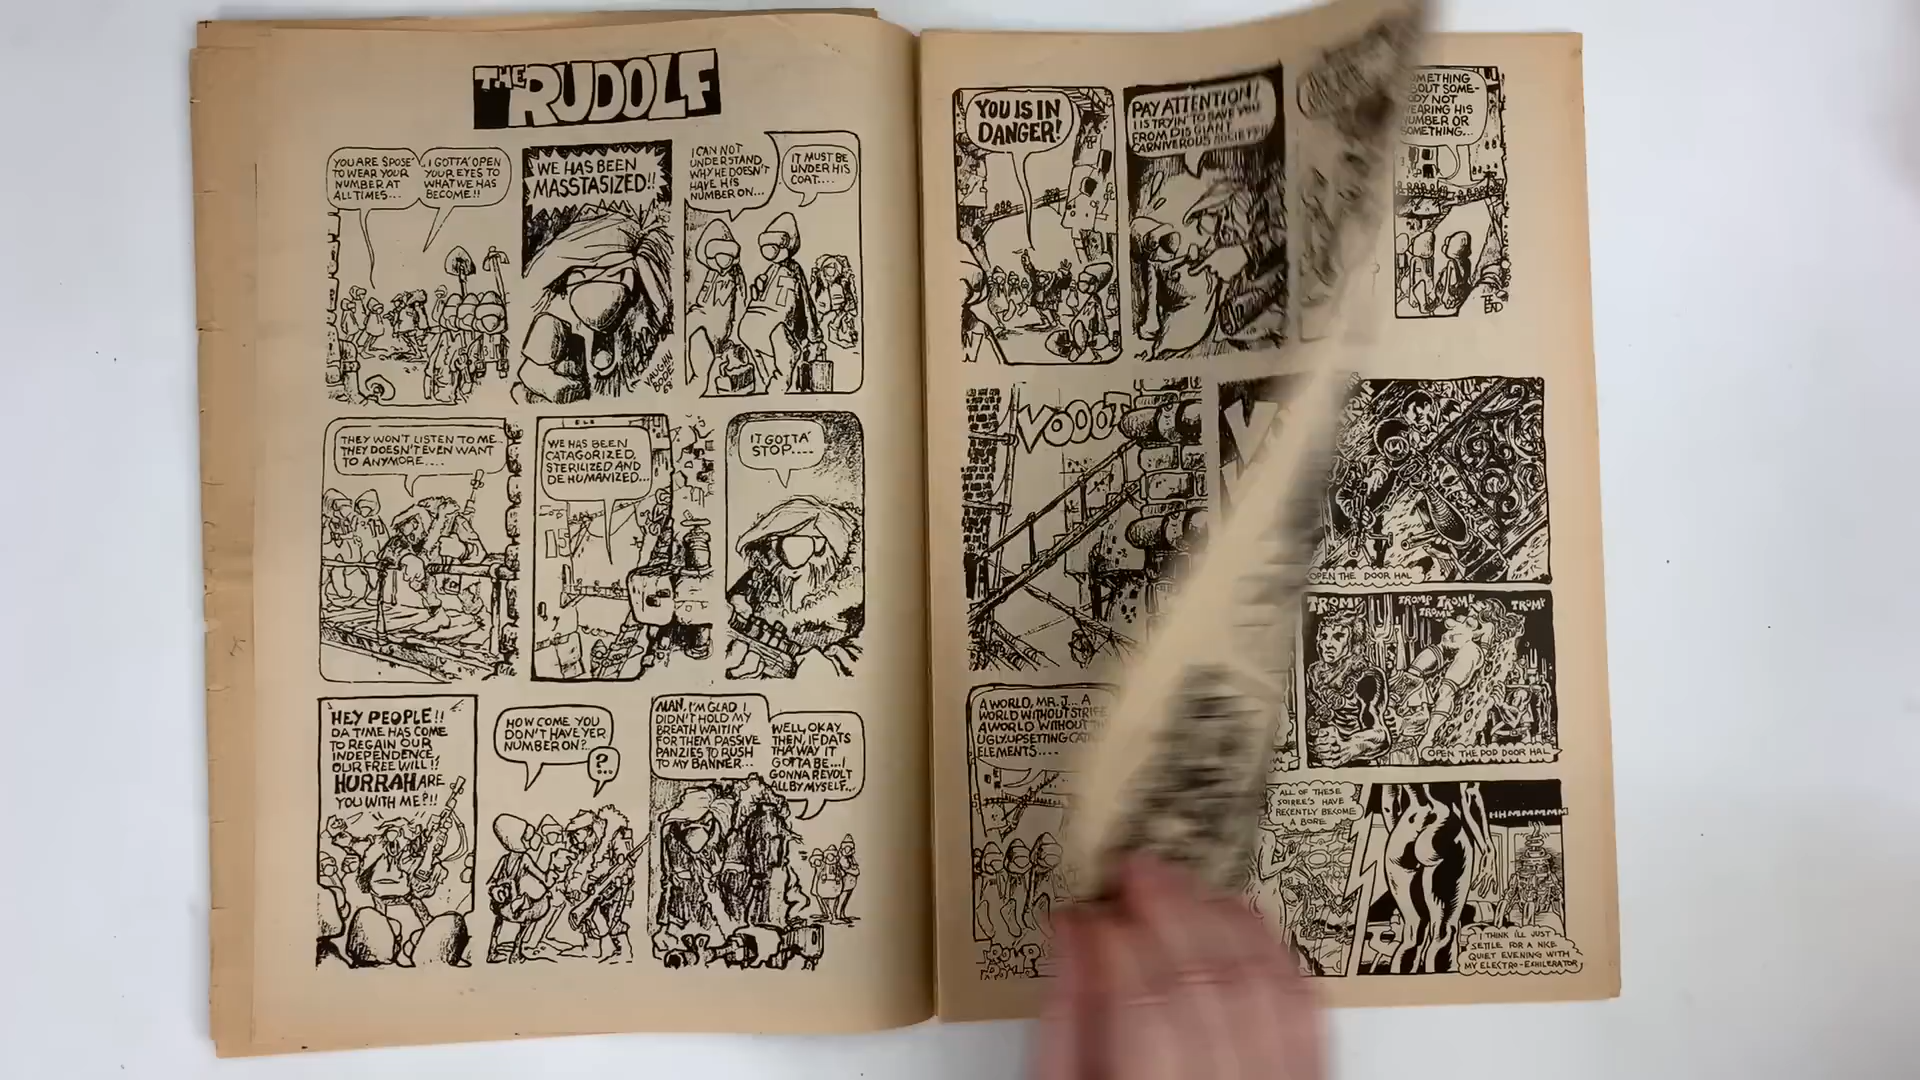 THE RUDOLF
YOU ARE SPOSE'
TO WEAR YOUR
NUMBER AT
ALL TIMES...
I GOTTA' OPEN
YOUR EYES TO
WHAT WE HAS
BECOME!!
WE HAS BEEN
MASSTASIZED!!
VAUGHN
BODE
I CAN NOT
UNDERSTAND
WHY HE DOESN'T
HAVE HIS
NUMBER ON...
IT MUST BE
UNDER HIS
COAT....
THEY WON'T LISTEN TO ME..
THEY DOESN'T EVEN WANT
TO ANYMORE....
WE HAS BEEN
CATAGORIZED,
STERILIZED AND
DE HUMANIZED...
IT GOTTA'
STOP....
HEY PEOPLE!!
DA TIME HAS COME
TO REGAIN OUR
INDEPENDENCE,
OUR FREE WILL!!
HURRAH ARE
YOU WITH ME?!!
HOW COME YOU
DON'T HAVE YER
NUMBER ON?..
?
...
MAN, I'M GLAD I
DIDN'T HOLD MY
BREATH WAITIN'
FOR THEM PASSIVE
PANZIES TO RUSH
TO MY BANNER...
WELL, OKAY
THEN, IF DATS
THA WAY IT
GOTTA BE...I
GONNA REVOLT
ALL BY MYSELF...
YOU IS IN
DANGER!
PAY ATTENTION!
I IS TRYIN' TO SAVE YOU
FROM DIS GIANT
CARNIVEROUS SOCIETY!!
NOT
HIS
OR
SOMETHING...
THE
END
VOOOT
A WORLD, MR. J... A
WORLD WITHOUT STRIFE
A WORLD WITHOUT
UGLY, UPSETTING
ELEMENTS....
OPEN THE DOOR HAL
TROMP
TROMP TROMP
TROMP
TROMP
OPEN THE POD DOOR HAL
HAL
ALL OF THESE
SOIREE'S HAVE
RECENTLY BECOME
A BORE
HHMMMMMM
I THINK I'LL JUST
SETTLE FOR A NICE
QUIET EVENING WITH
MY ELECTRO-EXHILERATOR